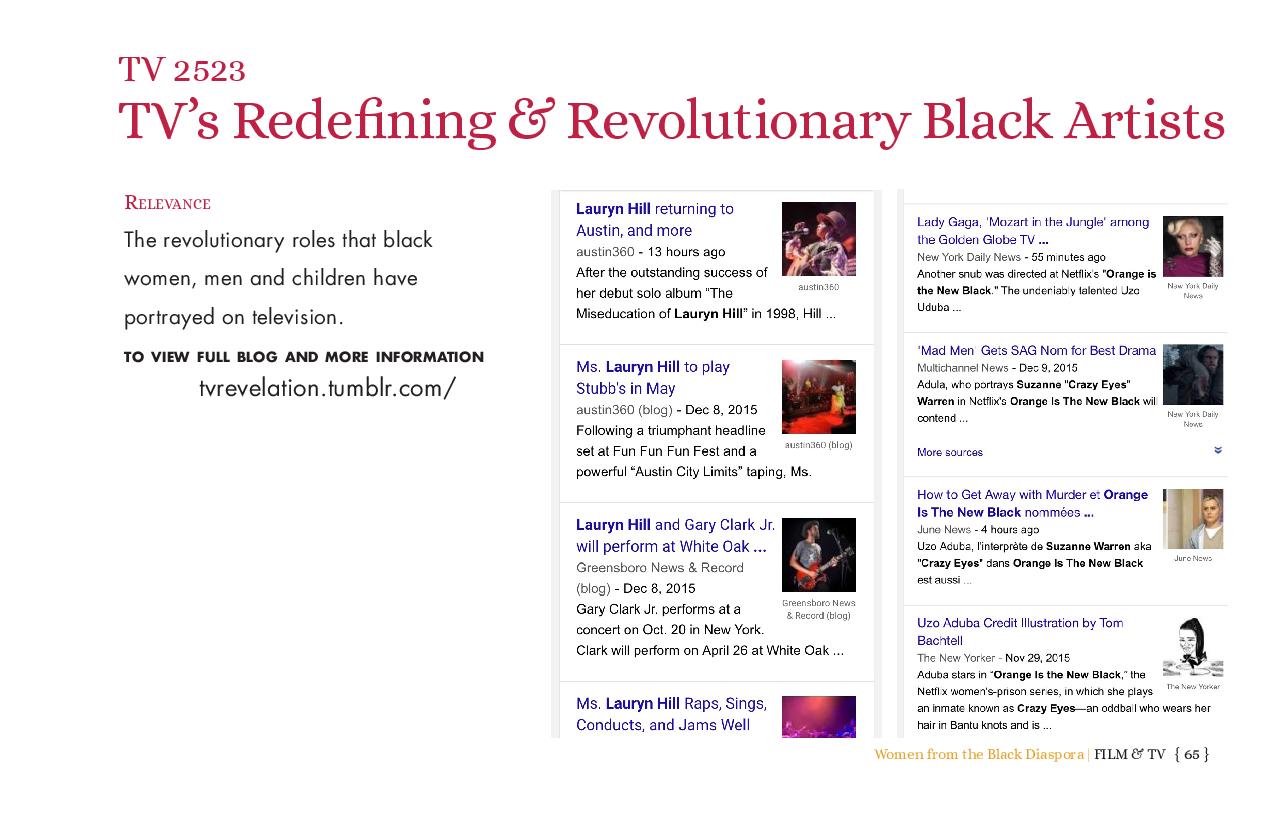 TV 2523
TV’s Redefining & Revolutionary Black Artists
Relevance
The revolutionary roles that black
women, men and children have
portrayed on television.
TO VIEW FULL BLOG AND MORE INFORMATION
tvrevelation.tumblr.com/
Lauryn Hill returning to
Austin, and more
austin360 - 13 hours ago
After the outstanding success of
her debut solo album “The
Miseducation of Lauryn Hill” in 1998, Hill ...
austin360
Ms. Lauryn Hill to play
Stubb's in May
austin360 (blog) - Dec 8, 2015
Following a triumphant headline
set at Fun Fun Fun Fest and a
powerful “Austin City Limits” taping, Ms.
austin360 (blog)
Lauryn Hill and Gary Clark Jr.
will perform at White Oak ...
Greensboro News & Record
(blog) - Dec 8, 2015
Gary Clark Jr. performs at a
concert on Oct. 20 in New York.
Clark will perform on April 26 at White Oak ...
Greensboro News
& Record (blog)
Ms. Lauryn Hill Raps, Sings,
Conducts, and Jams Well
Lady Gaga, 'Mozart in the Jungle' among
the Golden Globe TV ...
New York Daily News - 55 minutes ago
Another snub was directed at Netflix's "Orange is
the New Black." The undeniably talented Uzo
Uduba ...
New York Daily
News
'Mad Men' Gets SAG Nom for Best Drama
Multichannel News - Dec 9, 2015
Adula, who portrays Suzanne "Crazy Eyes"
Warren in Netflix's Orange Is The New Black will
contend ...
New York Daily
News
More sources
How to Get Away with Murder et Orange
Is The New Black nommées ...
June News - 4 hours ago
Uzo Aduba, l'interprète de Suzanne Warren aka
"Crazy Eyes" dans Orange Is The New Black
est aussi ...
June News
Uzo Aduba Credit Illustration by Tom
Bachtell
The New Yorker - Nov 29, 2015
Aduba stars in “Orange Is the New Black,” the
Netflix women's-prison series, in which she plays
an inmate known as Crazy Eyes—an oddball who wears her
hair in Bantu knots and is ...
The New Yorker
Women from the Black Diaspora | FILM & TV { 65 }